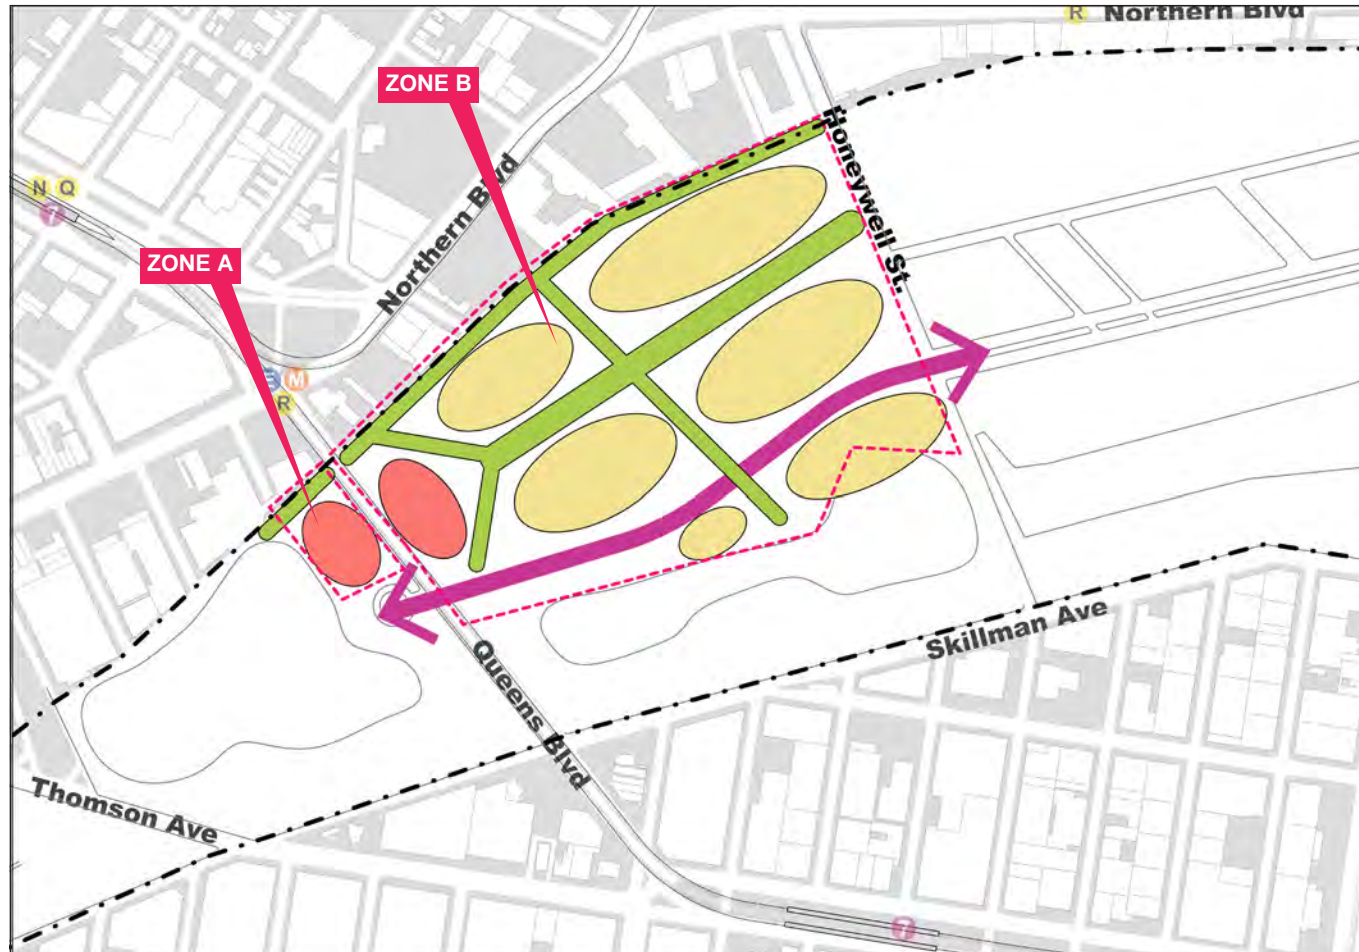 R Northern Blvd
ZONE B
Honeywell St.
N Q
7
Northern Blvd
ZONE A
E M
R
Skillman Ave
Queens Blvd
Thomson Ave
7